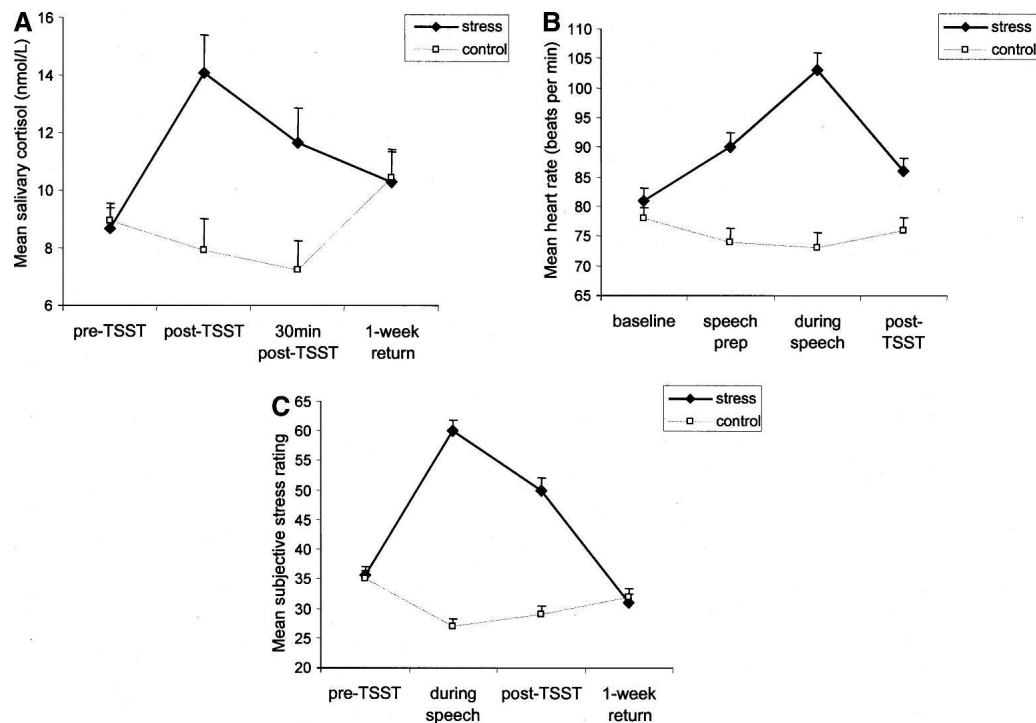 A
Mean salivary cortisol (nmol/L)
16
14
12
10
8
6
stress
control
pre-TSST
post-TSST
30min
post-TSST
1-week
return
B
Mean heart rate (beats per min)
110
105
100
95
90
85
80
75
70
65
stress
control
baseline
speech
prep
during
speech
post-
TSST
C
Mean subjective stress rating
65
60
55
50
45
40
35
30
25
20
stress
control
pre-TSST
during
speech
post-TSST
1-week
return